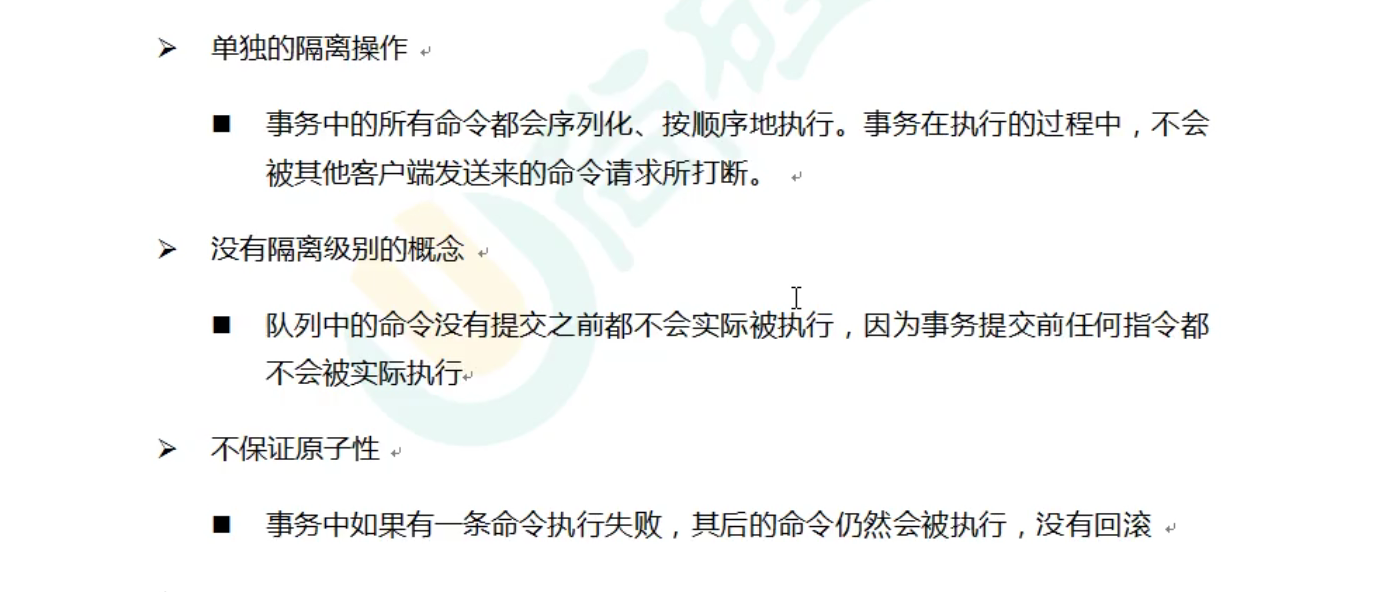 单独的隔离操作
事务中的所有命令都会序列化、按顺序地执行。事务在执行的过程中，不会
被其他客户端发送来的命令请求所打断。
没有隔离级别的概念
队列中的命令没有提交之前都不会实际被执行，因为事务提交前任何指令都
不会被实际执行
不保证原子性
事务中如果有一条命令执行失败，其后的命令仍然会被执行，没有回滚